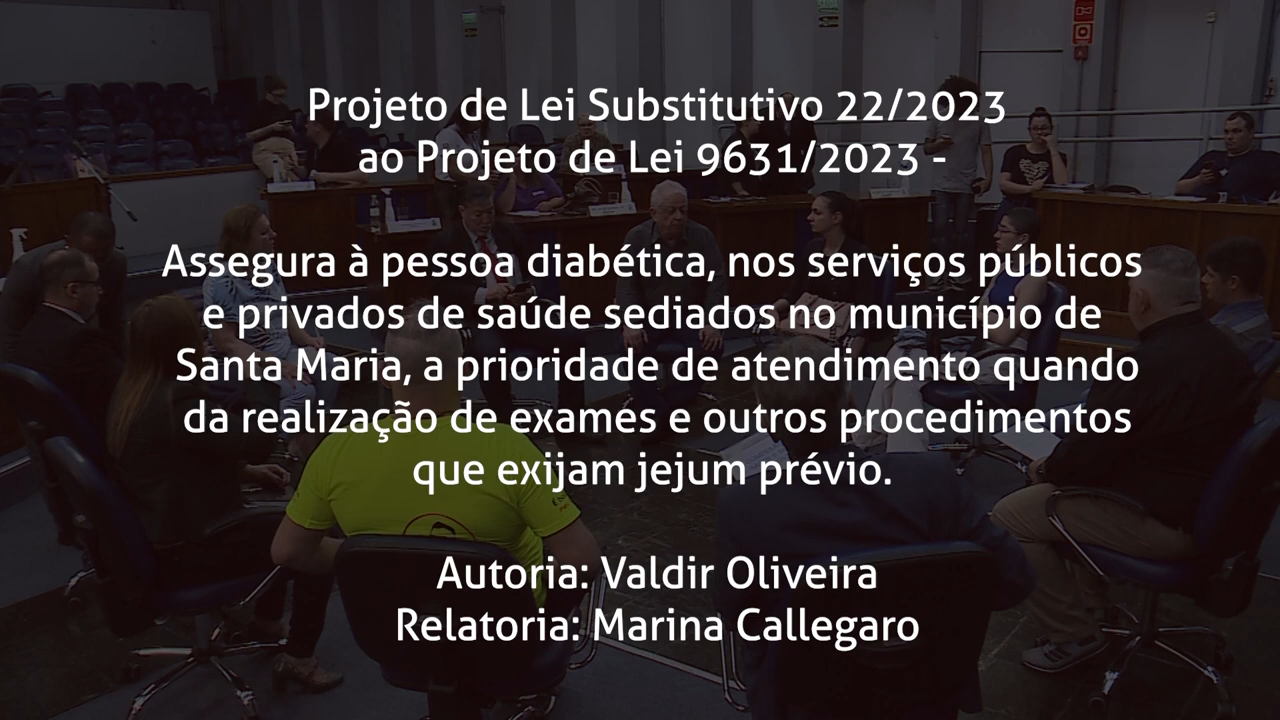 Projeto de Lei Substitutivo 22/2023
ao Projeto de Lei 9631/2023 -
Assegura à pessoa diabética, nos serviços públicos
e privados de saúde sediados no município de
Santa Maria, a prioridade de atendimento quando
da realização de exames e outros procedimentos
que exijam jejum prévio.
Autoria: Valdir Oliveira
Relatoria: Marina Callegaro